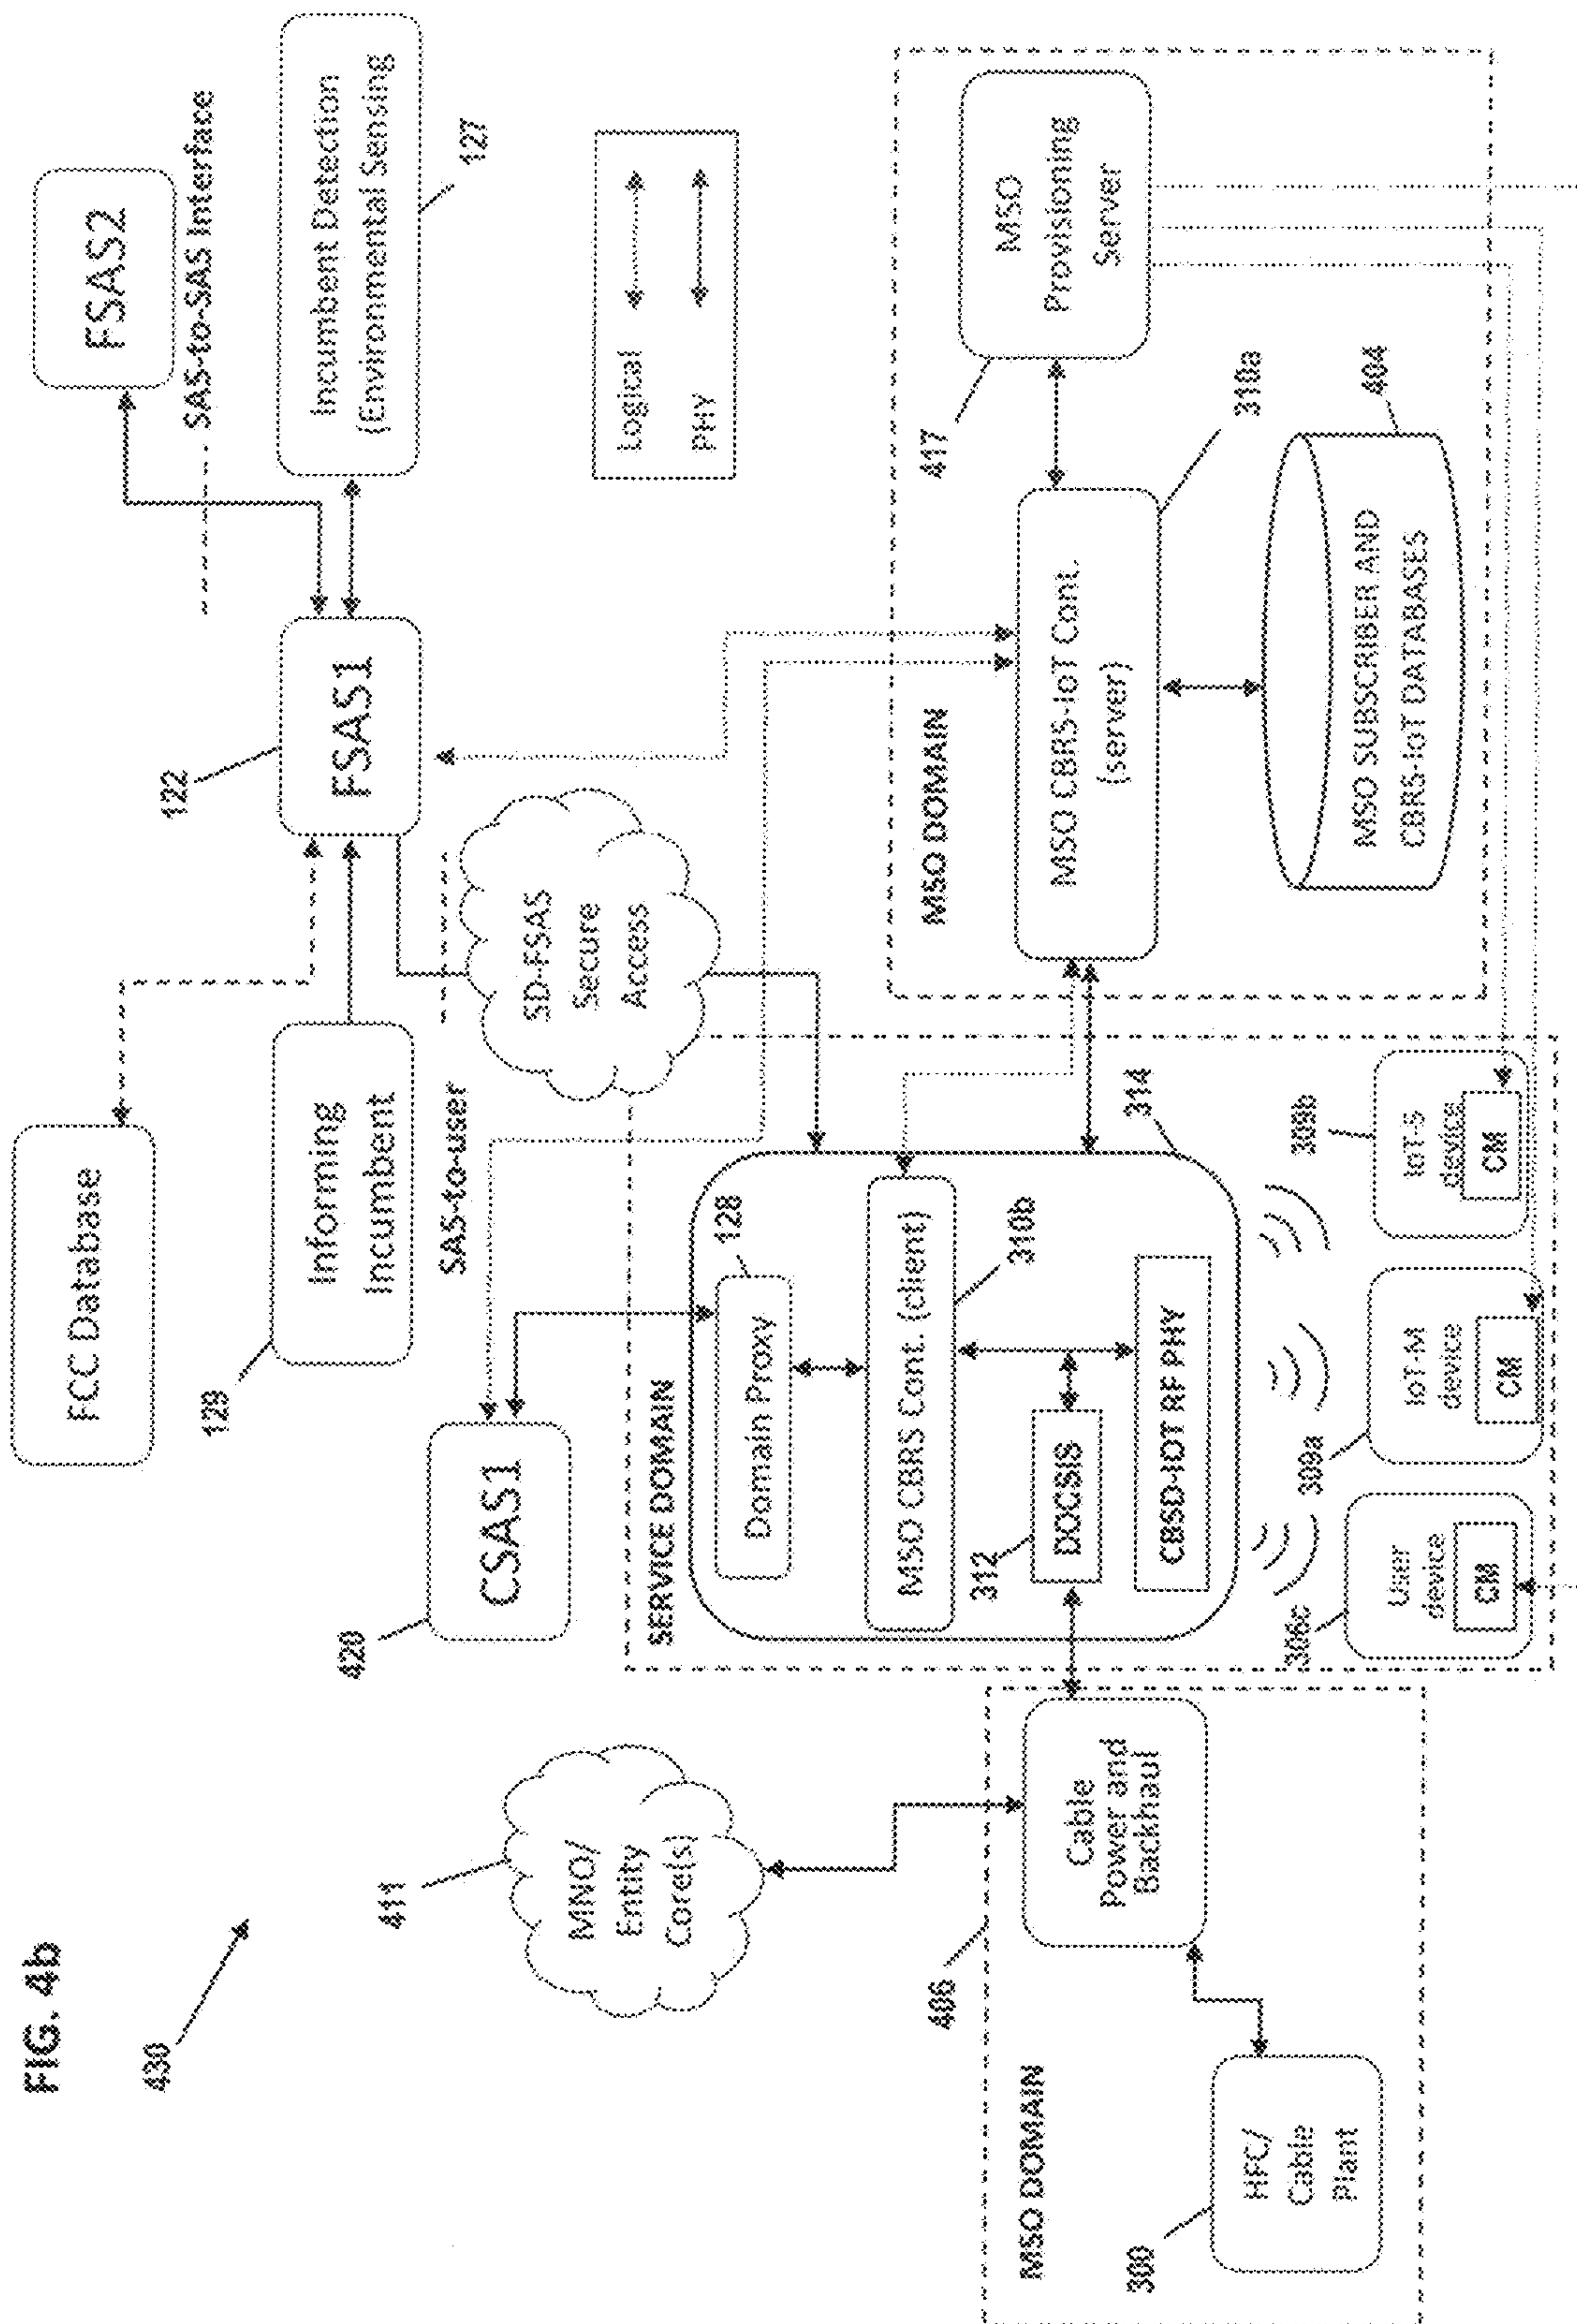 FIG. 4b
430
FCC Database
FSAS2
SAS-to-SAS Interface
129
Informing
Incumbent
122
FSAS1
Incumbent Detection
(Environmental Sensing
127
SAS-to-user
420
CSAS1
SD-FSAS
Secure
Access
Logical
PHY
411
MNO/
Entity
Core(s)
SERVICE DOMAIN
Domain Proxy
128
MSO CBRS Cont. (client)
310b
312
DOCSIS
CBSD-IOT RF PHY
314
MSO DOMAIN
417
MSO
Provisioning
Server
MSO CBRS-IoT Cont.
(server)
310a
MSO SUBSCRIBER AND
CBRS-IoT DATABASES
404
406
MSO DOMAIN
Cable
Power and
Backhaul
300
HFC/
Cable
Plant
306c
User
device
CM
309a
IoT-M
device
CM
309b
IoT-S
device
CM